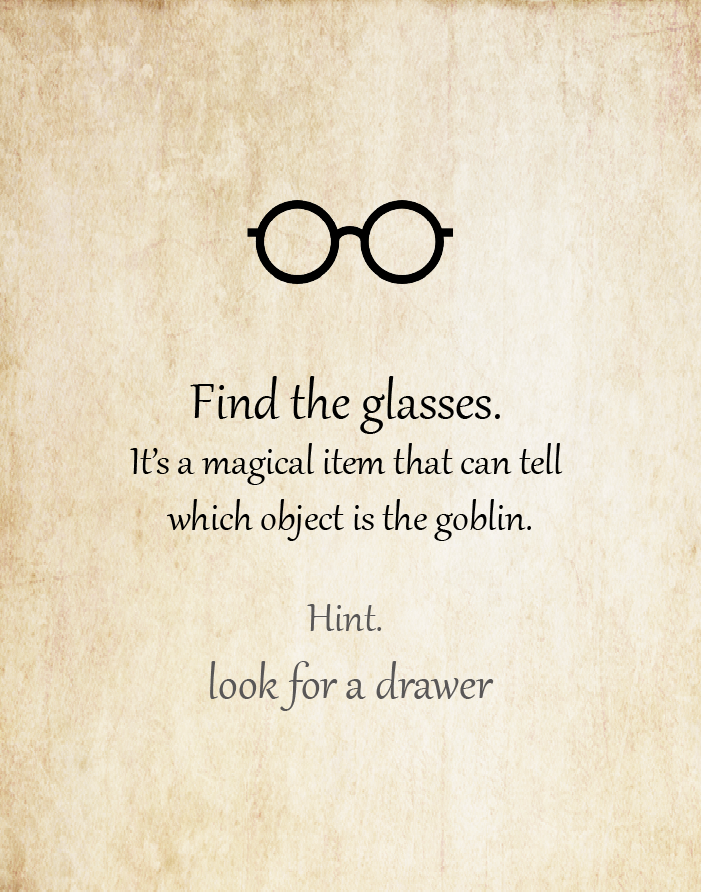 Find the glasses.
It's a magical item that can tell
which object is the goblin.
Hint.
look for a drawer